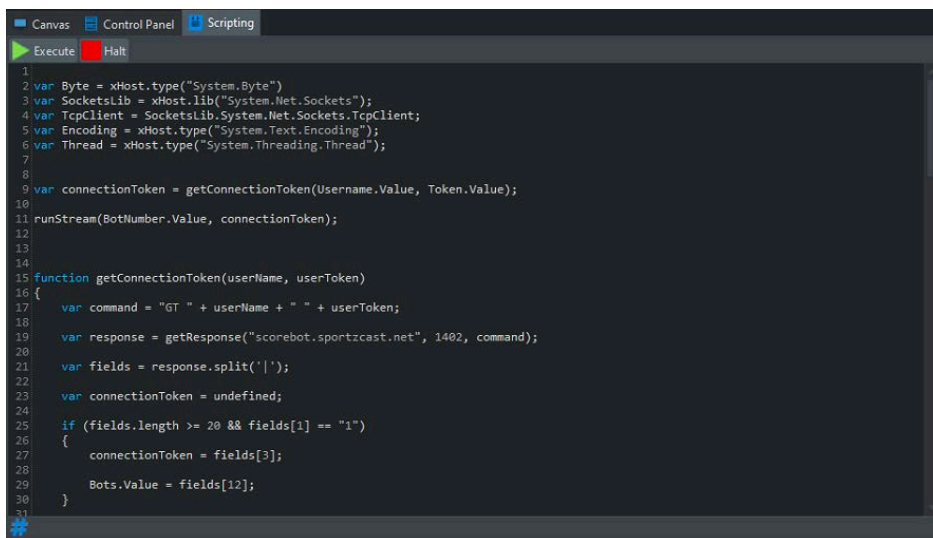 Canvas Control Panel Scripting
Execute Halt
1
2 var Byte = xHost.type("System.Byte")
3 var SocketsLib = xHost.lib("System.Net.Sockets");
4 var TcpClient = SocketsLib.System.Net.Sockets.TcpClient;
5 var Encoding = xHost.type("System.Text.Encoding");
6 var Thread = xHost.type("System.Threading.Thread");
7
8
9 var connectionToken = getConnectionToken(Username.Value, Token.Value);
10
11 runStream(BotNumber.Value, connectionToken);
12
13
14
15 function getConnectionToken(userName, userToken)
16 {
17     var command = "GT " + userName + " " + userToken;
18
19     var response = getResponse("scorebot.sportzcast.net", 1402, command);
20
21     var fields = response.split('|');
22
23     var connectionToken = undefined;
24
25     if (fields.length >= 20 && fields[1] == "1")
26     {
27         connectionToken = fields[3];
28
29         Bots.Value = fields[12];
30     }
31
#